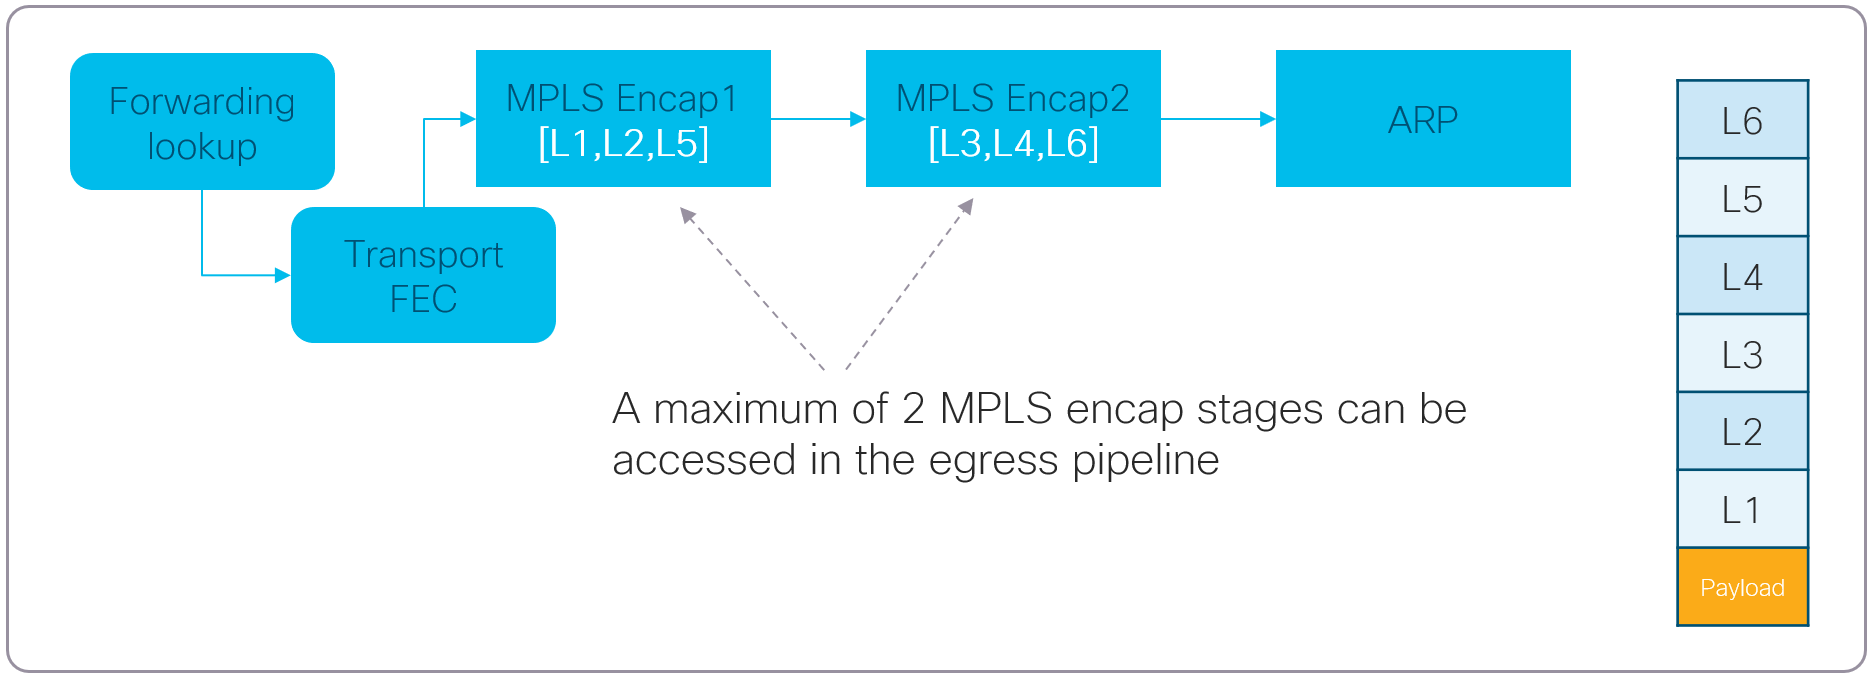 Forwarding
lookup
Transport
FEC
MPLS Encap1
[L1,L2,L5]
MPLS Encap2
[L3,L4,L6]
ARP
A maximum of 2 MPLS encap stages can be
accessed in the egress pipeline
L6
L5
L4
L3
L2
L1
Payload